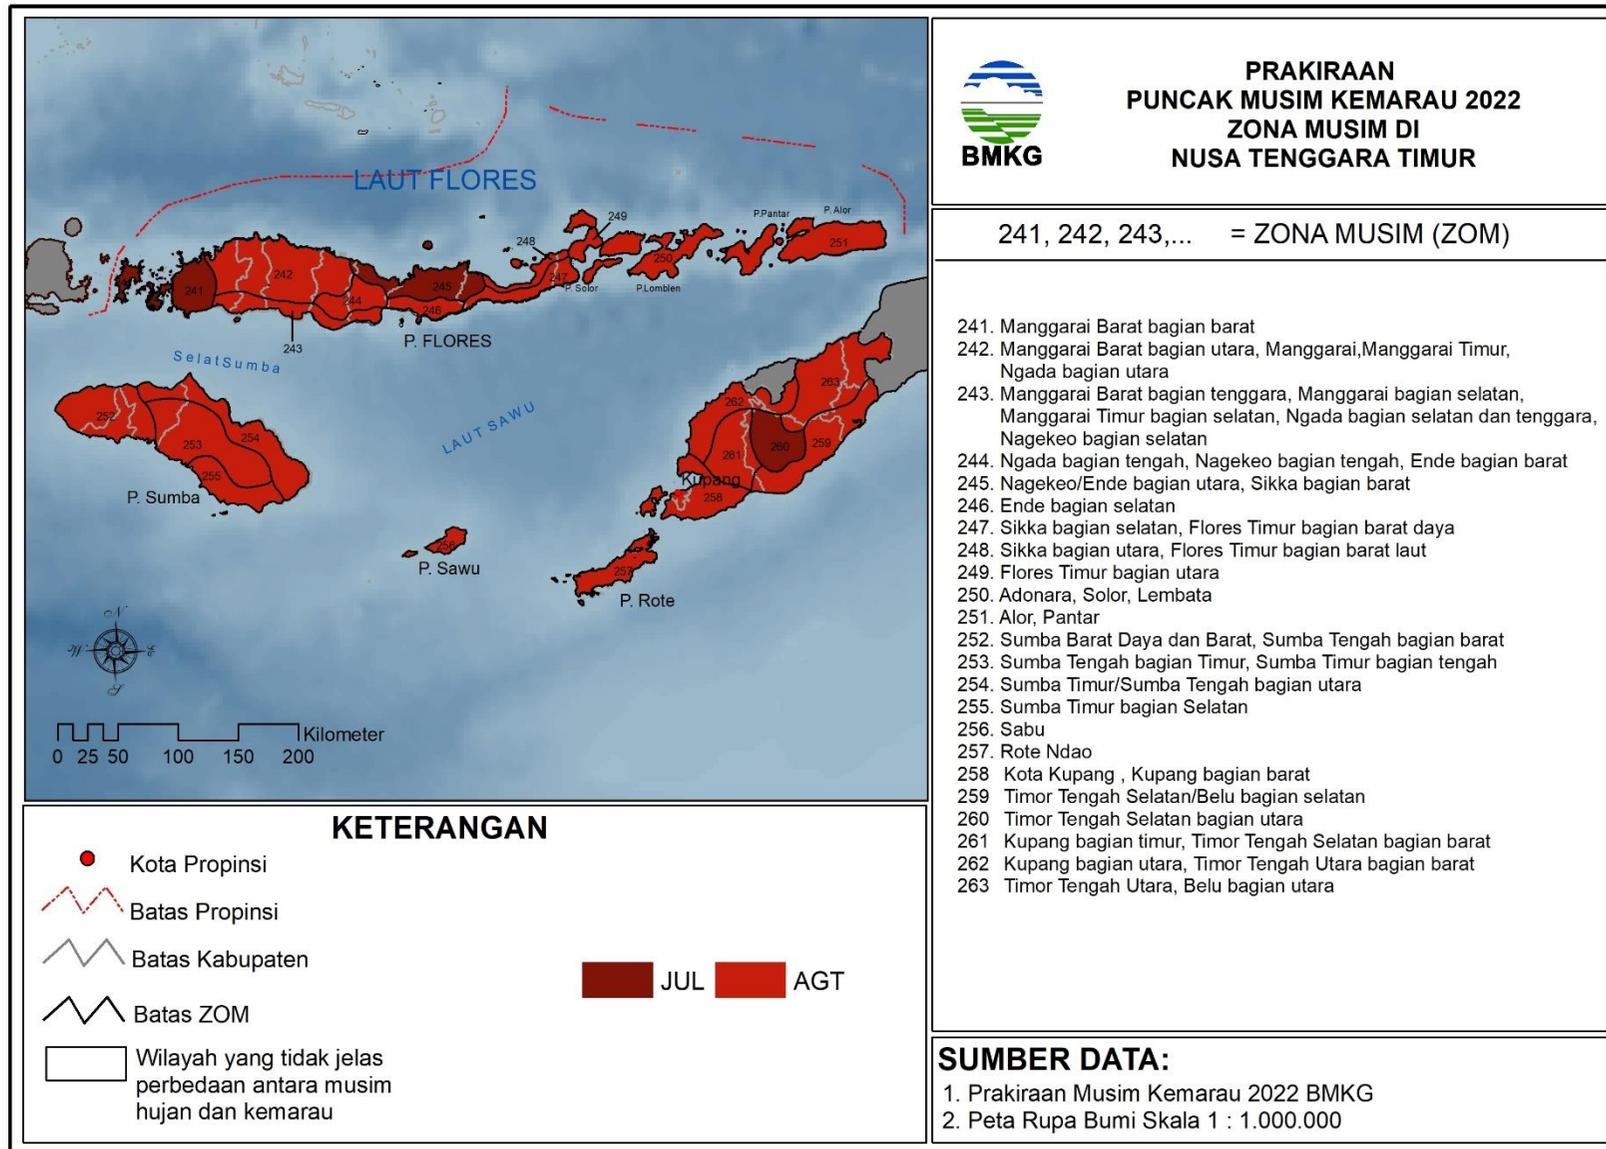 LAUT FLORES
P.Pantar
P. Alor
249
248
251
250
247
P. Solor
P.Lomblen
242
241
245
244
246
243
P. FLORES
SelatSumba
LAUT SAWU
263
262
252
254
253
259
260
261
255
Kupang
258
P. Sumba
256
P. Sawu
257
P. Rote
N
W
E
S
Kilometer
0 25 50 100 150 200
KETERANGAN
Kota Propinsi
Batas Propinsi
Batas Kabupaten
Batas ZOM
Wilayah yang tidak jelas
perbedaan antara musim
hujan dan kemarau
JUL AGT
BMKG
PRAKIRAAN
PUNCAK MUSIM KEMARAU 2022
ZONA MUSIM DI
NUSA TENGGARA TIMUR
241, 242, 243,... = ZONA MUSIM (ZOM)
241. Manggarai Barat bagian barat
242. Manggarai Barat bagian utara, Manggarai,Manggarai Timur,
Ngada bagian utara
243. Manggarai Barat bagian tenggara, Manggarai bagian selatan,
Manggarai Timur bagian selatan, Ngada bagian selatan dan tenggara,
Nagekeo bagian selatan
244. Ngada bagian tengah, Nagekeo bagian tengah, Ende bagian barat
245. Nagekeo/Ende bagian utara, Sikka bagian barat
246. Ende bagian selatan
247. Sikka bagian selatan, Flores Timur bagian barat daya
248. Sikka bagian utara, Flores Timur bagian barat laut
249. Flores Timur bagian utara
250. Adonara, Solor, Lembata
251. Alor, Pantar
252. Sumba Barat Daya dan Barat, Sumba Tengah bagian barat
253. Sumba Tengah bagian Timur, Sumba Timur bagian tengah
254. Sumba Timur/Sumba Tengah bagian utara
255. Sumba Timur bagian Selatan
256. Sabu
257. Rote Ndao
258 Kota Kupang , Kupang bagian barat
259 Timor Tengah Selatan/Belu bagian selatan
260 Timor Tengah Selatan bagian utara
261 Kupang bagian timur, Timor Tengah Selatan bagian barat
262 Kupang bagian utara, Timor Tengah Utara bagian barat
263 Timor Tengah Utara, Belu bagian utara
SUMBER DATA:
1. Prakiraan Musim Kemarau 2022 BMKG
2. Peta Rupa Bumi Skala 1 : 1.000.000